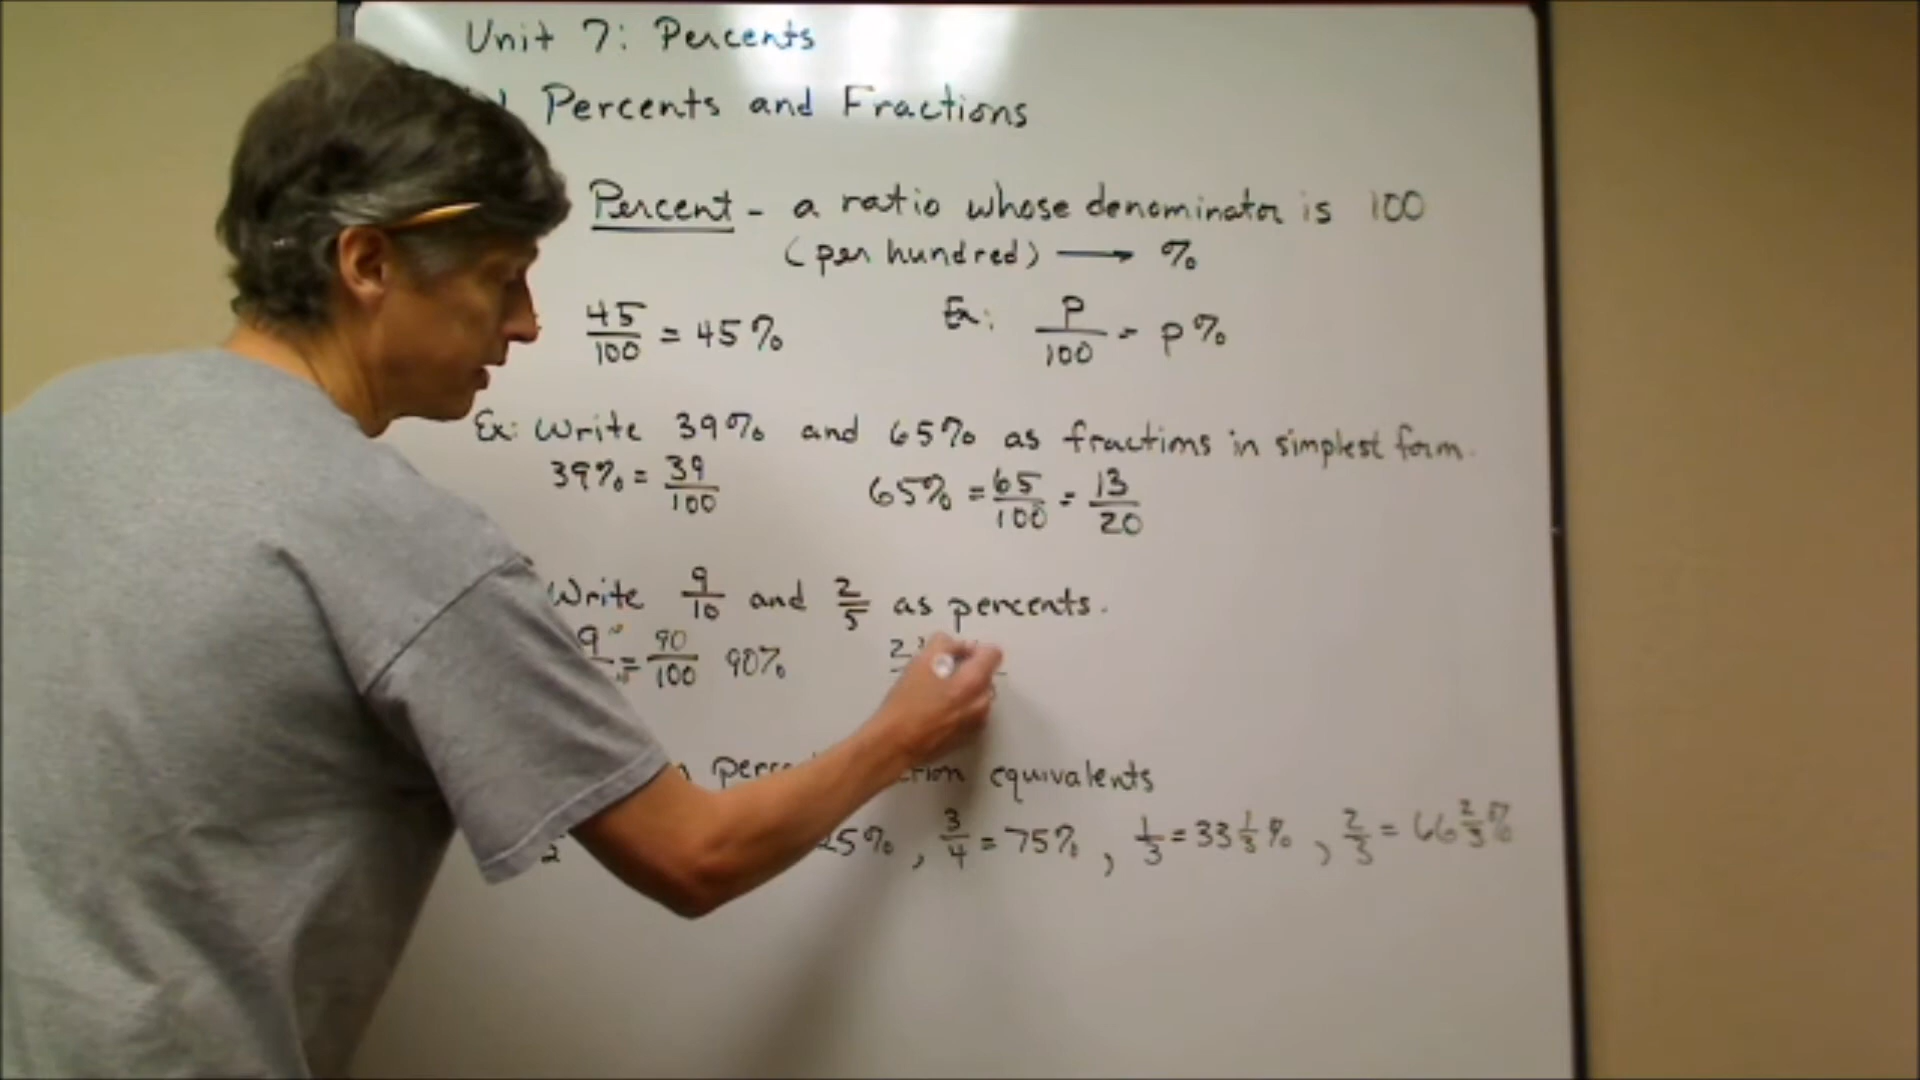 Unit 7: Percents
Percents and Fractions
Percent - a ratio whose denominator is 100
(per hundred) → %
45/100 = 45% Ex: P/100 = p%
Ex: Write 39% and 65% as fractions in simplest form.
39% = 39/100 65% = 65/100 = 13/20
Write 9/10 and 2/5 as percents.
9 = 90/100 90% 2
equivalents
2 25%, 3/4 = 75%, 1/3 = 33 1/3 %, 2/3 = 66 2/3 %